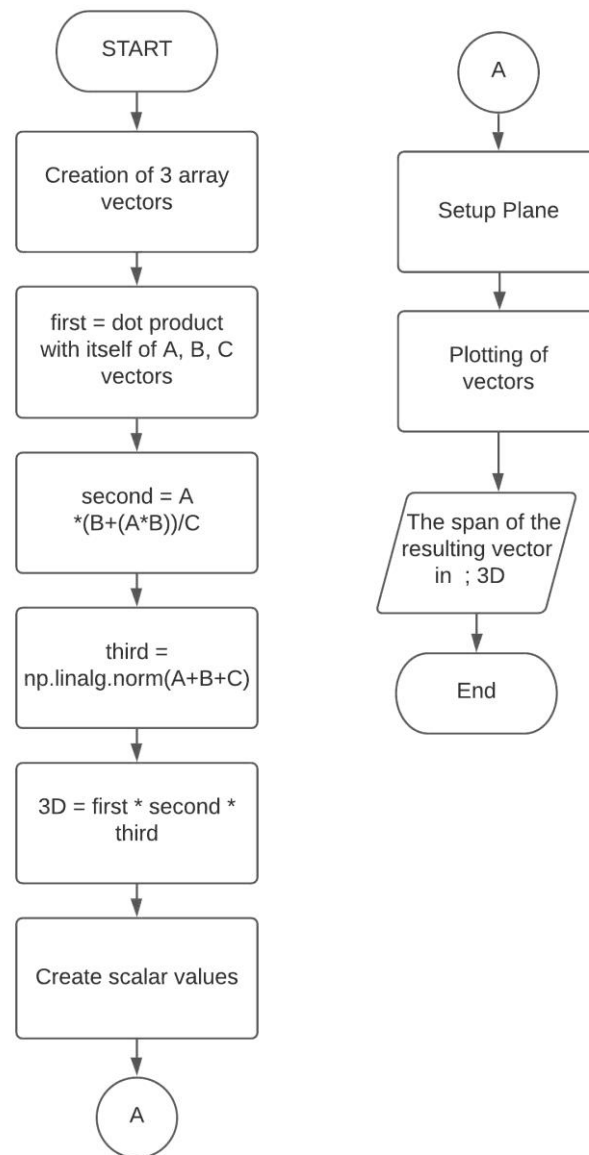 START
Creation of 3 array
vectors
first = dot product
with itself of A, B, C
vectors
second = A
*(B+(A*B))/C
third =
np.linalg.norm(A+B+C)
3D = first * second *
third
Create scalar values
A
A
Setup Plane
Plotting of
vectors
The span of the
resulting vector
in ; 3D
End